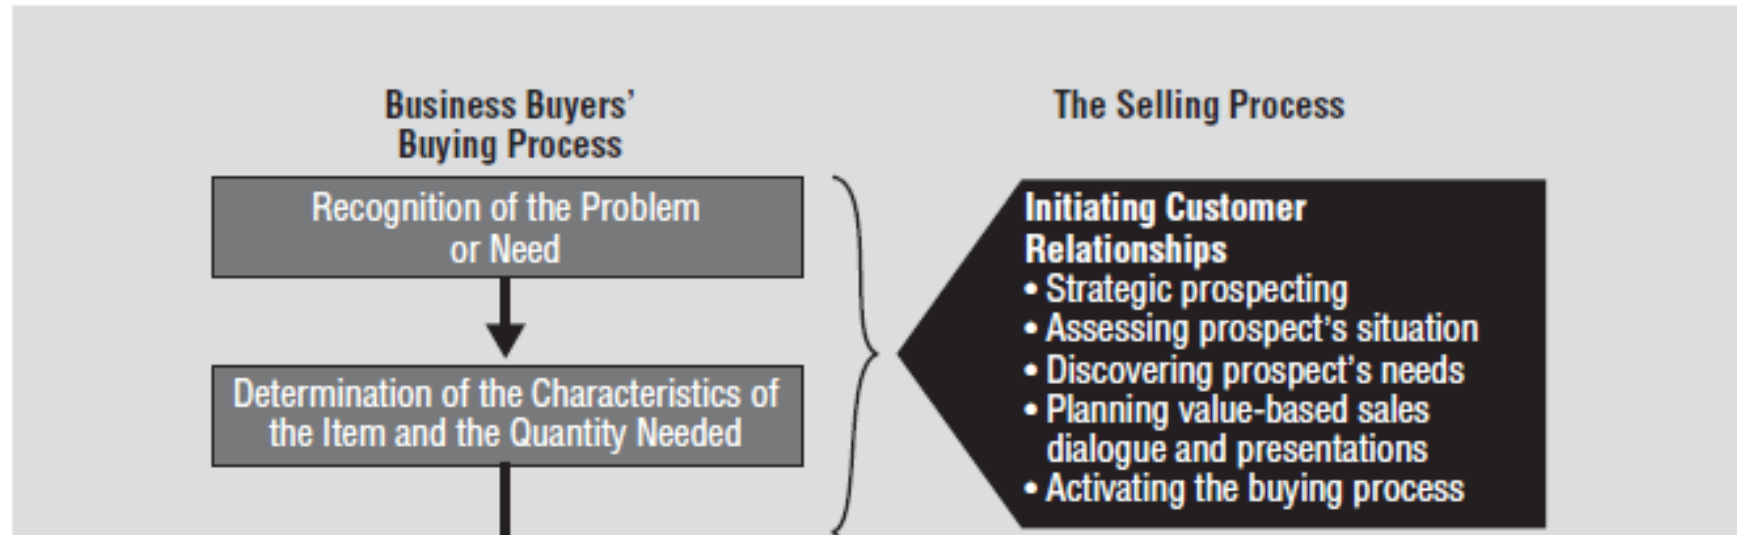 Business Buyers’
Buying Process
Recognition of the Problem
or Need
Determination of the Characteristics of
the Item and the Quantity Needed
The Selling Process
Initiating Customer
Relationships
• Strategic prospecting
• Assessing prospect’s situation
• Discovering prospect’s needs
• Planning value-based sales
dialogue and presentations
• Activating the buying process